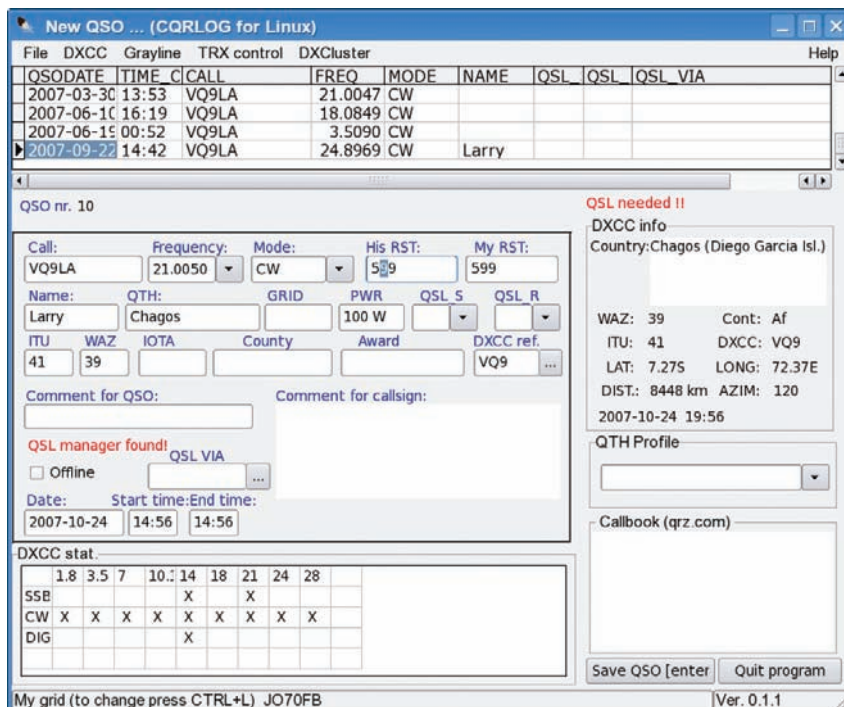 New QSO ... (CQRLOG for Linux)
File DXCC Grayline TRX control DXCluster Help
QSODATE TIME_C CALL FREQ MODE NAME QSL_ QSL_ QSL_VIA
2007-03-30 13:53 VQ9LA 21.0047 CW
2007-06-10 16:19 VQ9LA 18.0849 CW
2007-06-19 00:52 VQ9LA 3.5090 CW
2007-09-22 14:42 VQ9LA 24.8969 CW Larry
QSO nr. 10
QSL needed !!
Call: Frequency: Mode: His RST: My RST:
VQ9LA 21.0050 CW 599 599
Name: QTH: GRID PWR QSL_S QSL_R
Larry Chagos 100 W
ITU WAZ IOTA County Award DXCC ref.
41 39 VQ9 ...
Comment for QSO: Comment for callsign:
QSL manager found!
QSL VIA
Offline
...
Date: Start time: End time:
2007-10-24 14:56 14:56
DXCC info
Country: Chagos (Diego Garcia Isl.)
WAZ: 39 Cont: Af
ITU: 41 DXCC: VQ9
LAT: 7.27S LONG: 72.37E
DIST.: 8448 km AZIM: 120
2007-10-24 19:56
QTH Profile
Callbook (qrz.com)
DXCC stat.
1.8 3.5 7 10.1 14 18 21 24 28
SSB X X
CW X X X X X X X X X
DIG X
Save QSO [enter Quit program
My grid (to change press CTRL+L) JO70FB Ver. 0.1.1